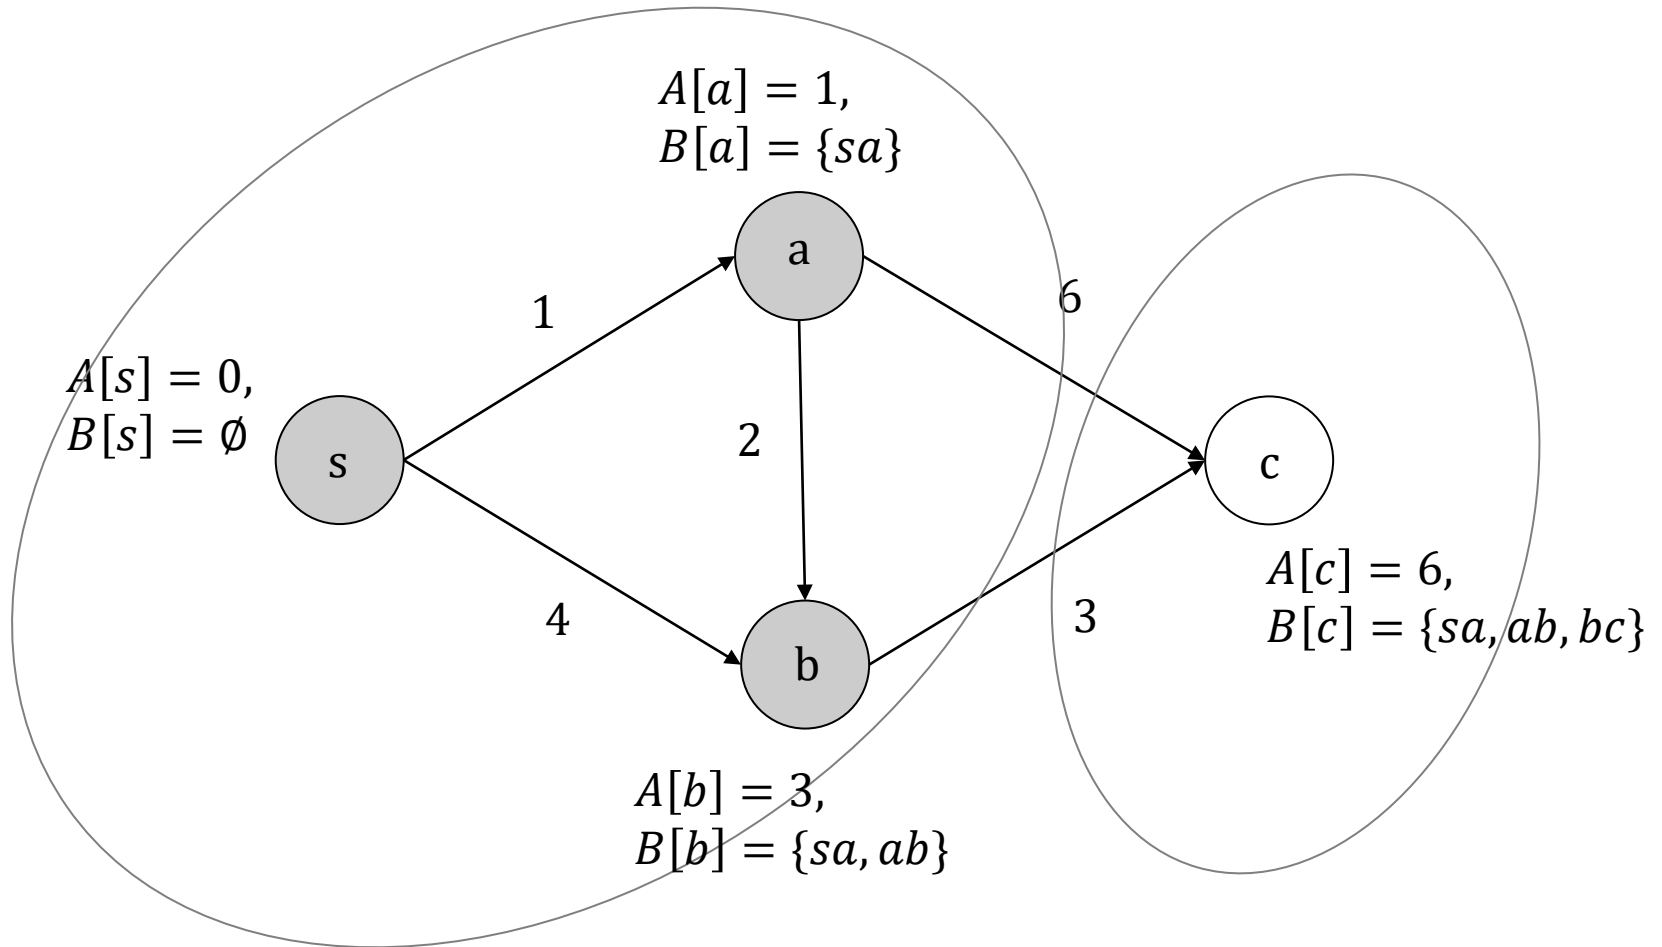 A[a] = 1,
B[a] = {sa}
a
1
6
A[s] = 0,
B[s] = ∅
s
2
c
4
3
A[c] = 6,
B[c] = {sa, ab, bc}
b
A[b] = 3,
B[b] = {sa, ab}